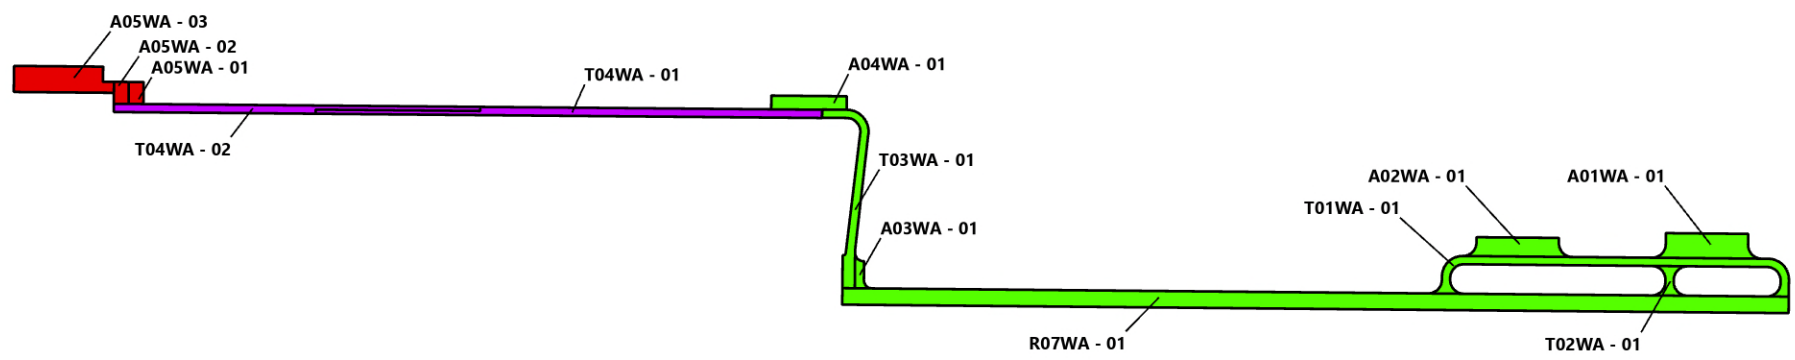 A05WA - 03
A05WA - 02
A05WA - 01
T04WA - 01
A04WA - 01
T04WA - 02
T03WA - 01
A02WA - 01
A01WA - 01
T01WA - 01
A03WA - 01
R07WA - 01
T02WA - 01